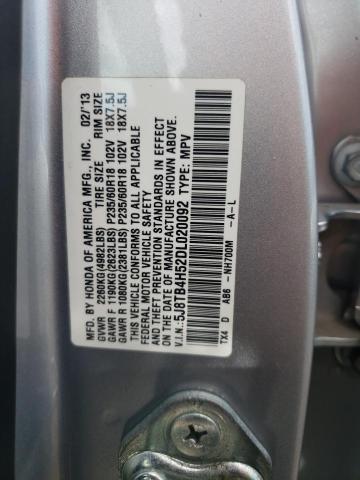 MFD. BY HONDA OF AMERICA MFG., INC. 02/'13
TIRE SIZE RIM SIZE
GVWR 2260KG(4982LBS)
GAWR F 1190KG(2623LBS) P235/60R18 102V 18X7.5J
GAWR R 1080KG(2381LBS) P235/60R18 102V 18X7.5J
THIS VEHICLE CONFORMS TO ALL APPLICABLE
FEDERAL MOTOR VEHICLE SAFETY
AND THEFT PREVENTION STANDARDS IN EFFECT
ON THE DATE OF MANUFACTURE SHOWN ABOVE.
V.I.N.: 5J8TB4H52DL020092 TYPE: MPV
TX4 D AB6 -NH700M -A-L